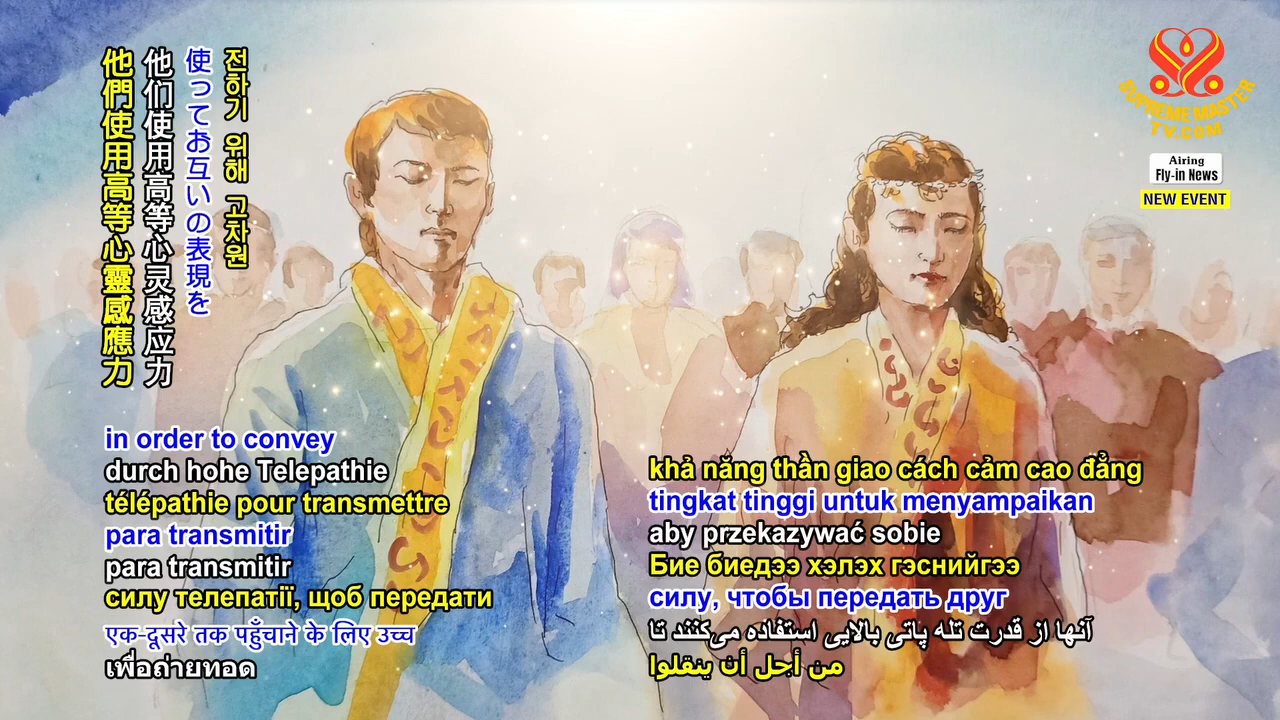 他們使用高等心靈感應力
他们使用高等心灵感应力
使ってお互いの表現を
전하기 위해 고차원
in order to convey
durch hohe Telepathie
télépathie pour transmettre
para transmitir
para transmitir
силу телепатії, щоб передати
एक-दूसरे तक पहुँचाने के लिए उच्च
เพื่อถ่ายทอด
khả nắng thần giao cách cảm cao đẳng
tingkat tinggi untuk menyampaikan
aby przekazywać sobie
Бие биедээ хэлэх гэснийгээ
силу, чтобы передать друг
آنها از قدرت تله پاتی بالایی استفاده می‌کنند تا
من أجل أن ينقلوا
SUPREME MASTER
TV.COM
Airing
Fly-in News
NEW EVENT